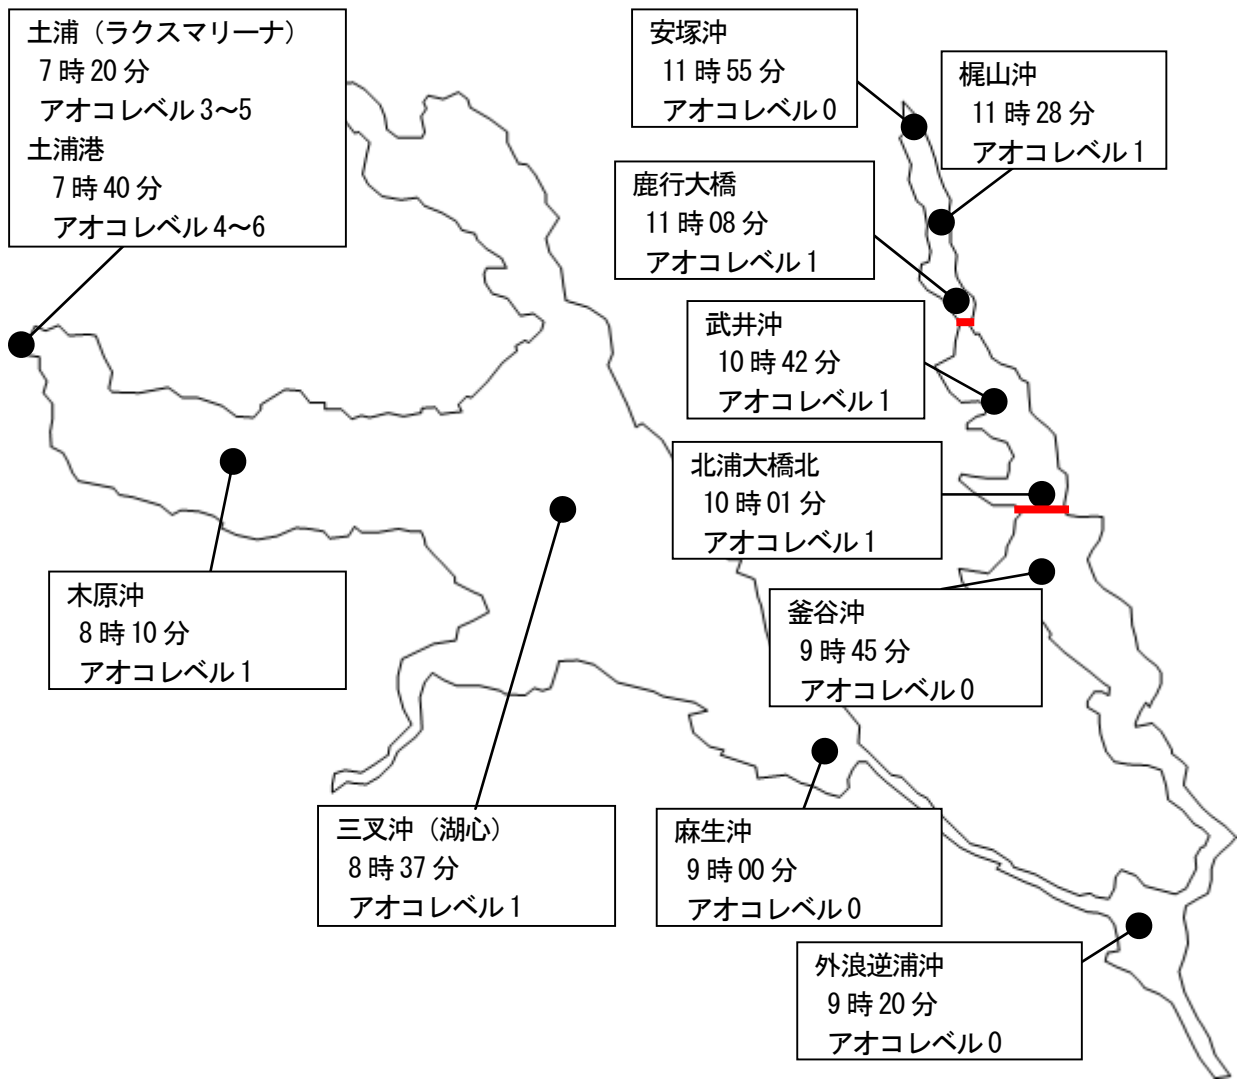 土浦（ラクスマリーナ）
7時20分
アオコレベル3～5
土浦港
7時40分
アオコレベル4～6
安塚沖
11時55分
アオコレベル0
梶山沖
11時28分
アオコレベル1
鹿行大橋
11時08分
アオコレベル1
武井沖
10時42分
アオコレベル1
北浦大橋北
10時01分
アオコレベル1
木原沖
8時10分
アオコレベル1
釜谷沖
9時45分
アオコレベル0
三叉沖（湖心）
8時37分
アオコレベル1
麻生沖
9時00分
アオコレベル0
外浪逆浦沖
9時20分
アオコレベル0